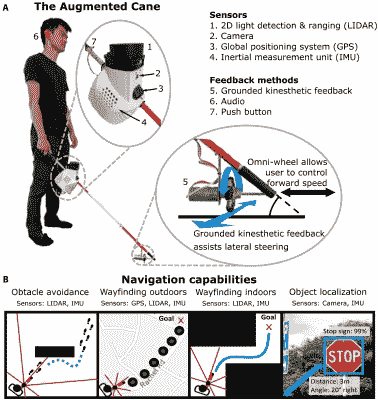 A
The Augmented Cane
Sensors
1. 2D light detection & ranging (LIDAR)
2. Camera
3. Global positioning system (GPS)
4. Inertial measurement unit (IMU)
Feedback methods
5. Grounded kinesthetic feedback
6. Audio
7. Push button
6
7
1
2
3
4
5
Omni-wheel allows
user to control
forward speed
Grounded kinesthetic feedback
assists lateral steering
B
Navigation capabilities
Obtacle avoidance
Sensors: LIDAR, IMU
Wayfinding outdoors
Sensors: GPS, LIDAR, IMU
Goal
Wayfinding indoors
Sensors: LIDAR, IMU
Goal
Object localization
Sensors: Camera, IMU
Stop sign: 99%
STOP
Distance: 3m
Angle: 20° right